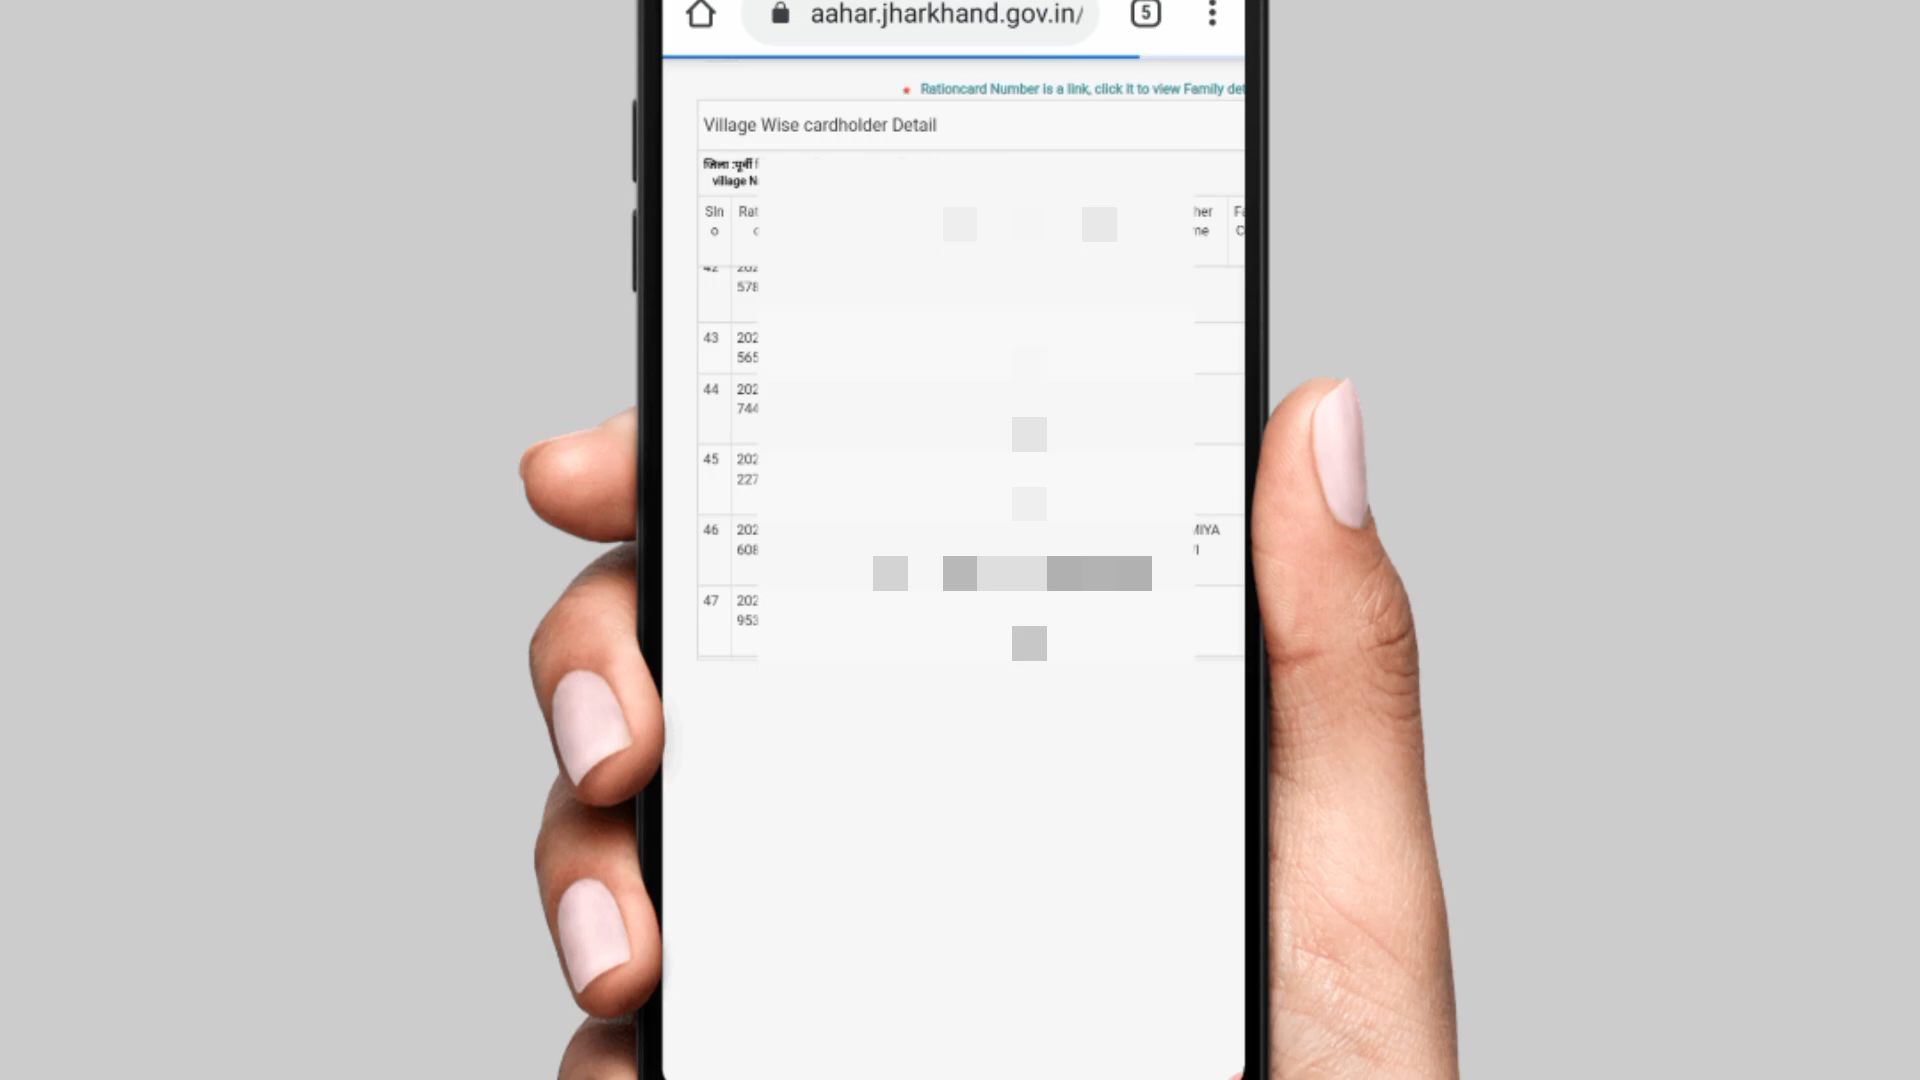 aahar.jharkhand.gov.in/
5
* Rationcard Number is a link, click it to view Family det
Village Wise cardholder Detail
जिला :पूर्वी
village N
Sln Rat her Fa
o c me C
42 202
578
43 202
565
44 202
744
45 202
227
46 202 MIYA
608
47 202
953